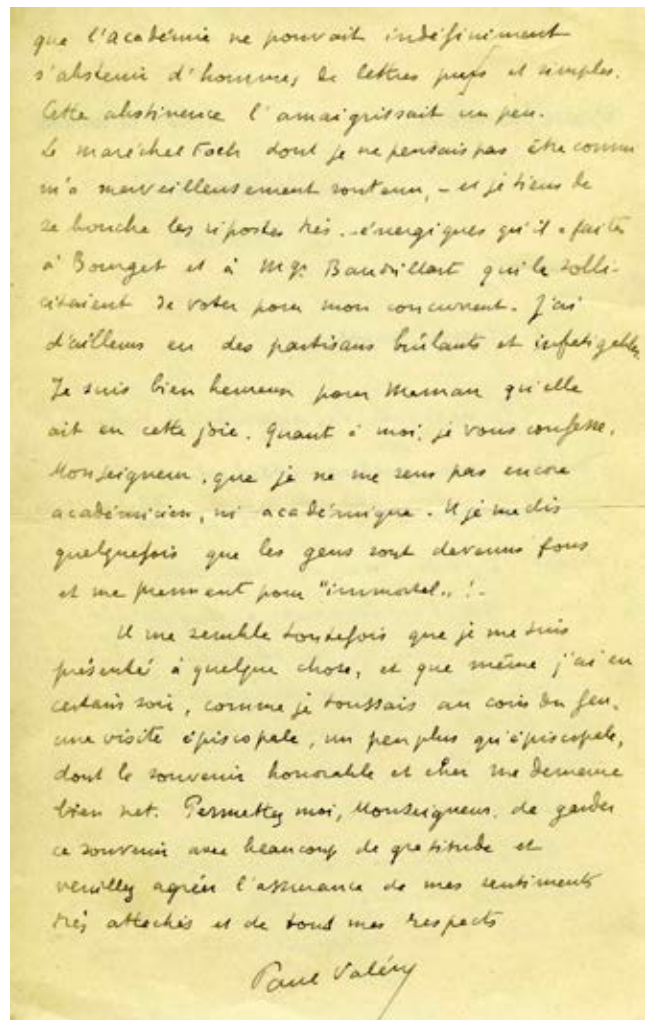 que l'académie ne pouvait indéfiniment
s'abstenir d'hommes de lettres purs et simples.
Cette abstinence l'amaigrissait un peu.
Le maréchal Foch dont je ne pensais pas être connu
m'a merveilleusement soutenu, – et je tiens de
sa bouche les ripostes très-énergiques qu'il a faites
à Bourget et à Mgr Baudrillart qui le solli-
citaient de voter pour mon concurrent. J'ai
d'ailleurs eu des partisans brûlants et infatigables
Je suis bien heureux pour Maman qu'elle
ait eu cette joie. Quant à moi, je vous confesse,
Monseigneur, que je ne me sens pas encore
académicien, ni académique. Et je me dis
quelquefois que les gens sont devenus fous
et me prennent pour "immortel" !.
Il me semble toutefois que je me suis
présenté à quelque chose, et que même j'ai eu
certain soir, comme je toussais au coin du feu,
une visite épiscopale, un peu plus qu'épiscopale,
dont le souvenir honorable et cher me demeure
bien net. Permettez moi, Monseigneur, de garder
ce souvenir avec beaucoup de gratitude et
veuillez agréer l'assurance de mes sentiments
très attachés et de tous mes respects
Paul Valéry